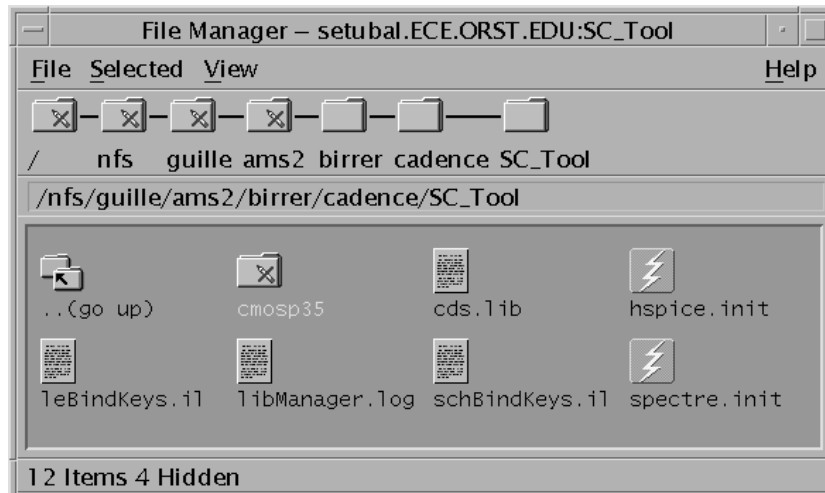 File Manager – setubal.ECE.ORST.EDU:SC_Tool
File Selected View Help
/ nfs guille ams2 birrer cadence SC_Tool
/nfs/guille/ams2/birrer/cadence/SC_Tool
..(go up) cmosp35 cds.lib hspice.init
leBindKeys.il libManager.log schBindKeys.il spectre.init
12 Items 4 Hidden